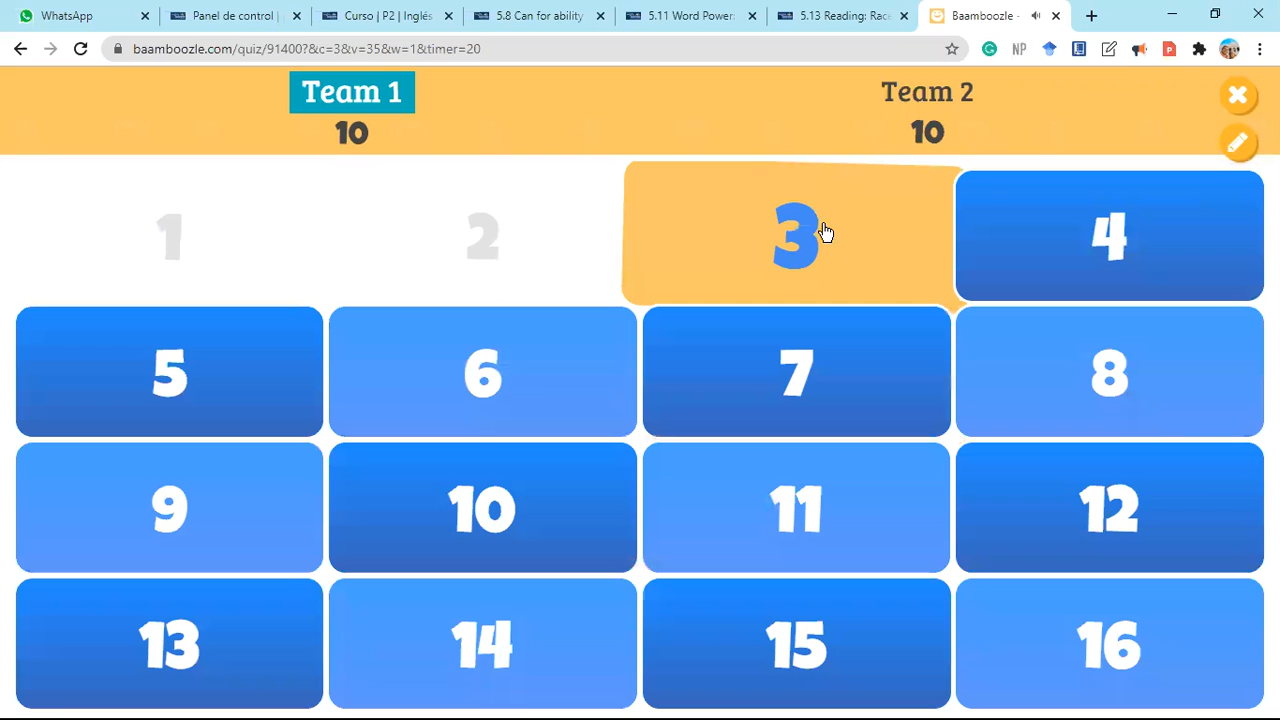 WhatsApp
Panel de control |
Curso | P2 | Inglés
5.8 Can for ability
5.11 Word Power:
5.13 Reading: Race
Baamboozle -
baamboozle.com/quiz/91400?&c=3&v=35&w=1&timer=20
NP
Team 1
Team 2
10
10
1
2
3
4
5
6
7
8
9
10
11
12
13
14
15
16